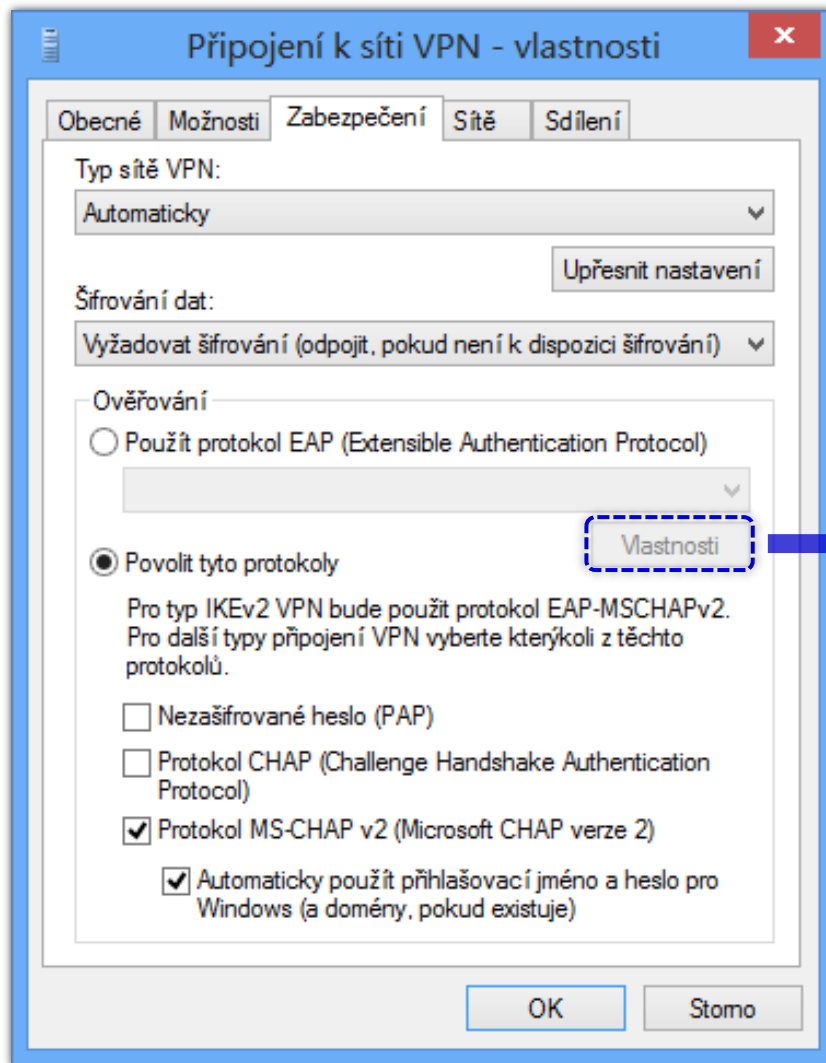 Připojení k síti VPN - vlastnosti
x
Obecné Možnosti Zabezpečení Sítě Sdílení
Typ sítě VPN:
Automaticky
Upřesnit nastavení
Šifrování dat:
Vyžadovat šifrování (odpojit, pokud není k dispozici šifrování)
Ověřování
Použít protokol EAP (Extensible Authentication Protocol)
Vlastnosti
Povolit tyto protokoly
Pro typ IKEv2 VPN bude použit protokol EAP-MSCHAPv2.
Pro další typy připojení VPN vyberte kterýkoli z těchto
protokolů.
Nezašifrované heslo (PAP)
Protokol CHAP (Challenge Handshake Authentication
Protocol)
Protokol MS-CHAP v2 (Microsoft CHAP verze 2)
Automaticky použít přihlašovací jméno a heslo pro
Windows (a domény, pokud existuje)
OK Storno